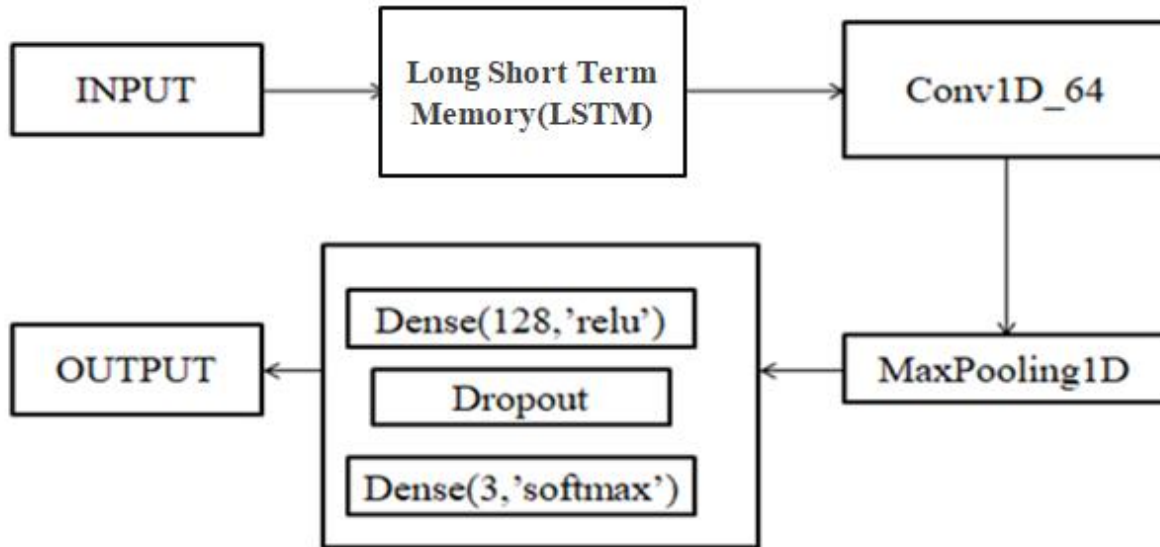 INPUT
Long Short Term
Memory(LSTM)
Conv1D_64
MaxPooling1D
Dense(128,’relu’)
Dropout
Dense(3,’softmax’)
OUTPUT